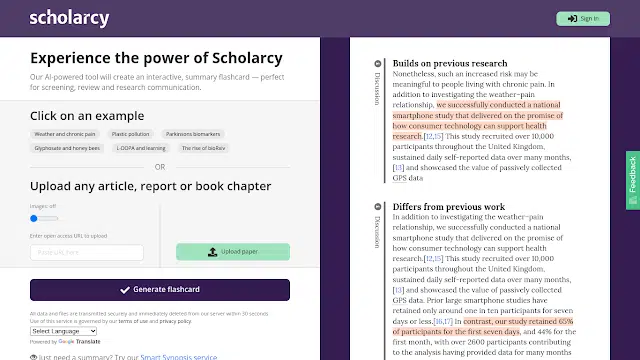 scholarcy
Sign in
Experience the power of Scholarcy
Our AI-powered tool will create an interactive, summary flashcard — perfect
for screening, review and research communication.
Click on an example
Weather and chronic pain
Plastic pollution
Parkinsons biomarkers
Glyphosate and honey bees
L-DOPA and learning
The rise of bioRxiv
OR
Upload any article, report or book chapter
Images: off
Enter open access URL to upload
Paste URL here
Upload paper
Generate flashcard
All data and files are transmitted securely and immediately deleted from our server within 30 seconds.
Use of this service is governed by our terms of use and privacy policy.
Select Language
Powered by Google Translate
Just need a summary? Try our Smart Synopsis service
Discussion
Builds on previous research
Nonetheless, such an increased risk may be
meaningful to people living with chronic pain. In
addition to investigating the weather–pain
relationship, we successfully conducted a national
smartphone study that delivered on the promise of
how consumer technology can support health
research.[12,15] This study recruited over 10,000
participants throughout the United Kingdom,
sustained daily self-reported data over many months,
[13] and showcased the value of passively collected
GPS data
Discussion
Differs from previous work
In addition to investigating the weather–pain
relationship, we successfully conducted a national
smartphone study that delivered on the promise of
how consumer technology can support health
research.[12,15] This study recruited over 10,000
participants throughout the United Kingdom,
sustained daily self-reported data over many months,
[13] and showcased the value of passively collected
GPS data. Prior large smartphone studies have
retained only around one in ten participants for seven
days or less.[16,17] In contrast, our study retained 65%
of participants for the first seven days, and 44% for the
first month, with over 2600 participants contributing
to the analysis having provided data for many months
Feedback